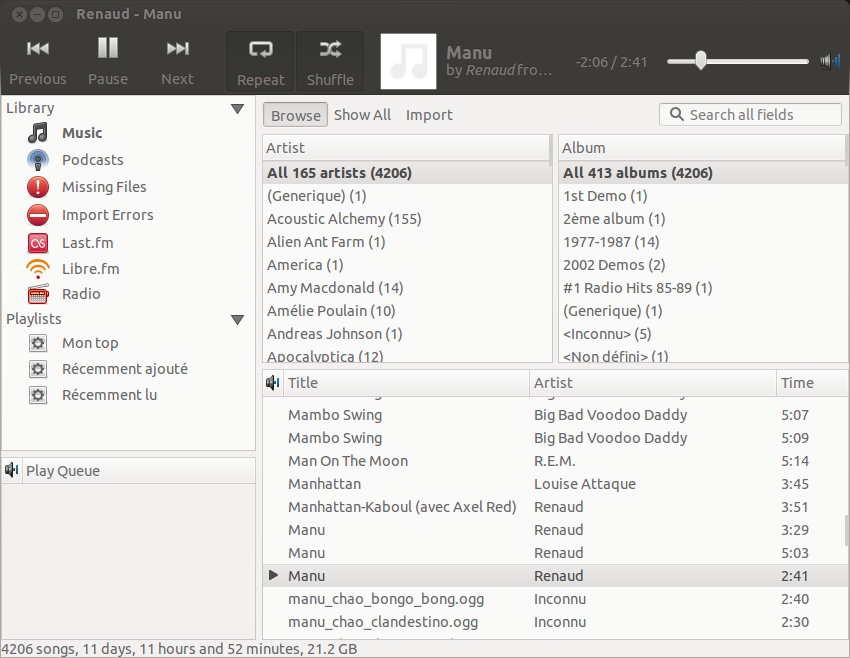 Renaud - Manu
Previous Pause Next Repeat Shuffle
Manu
by Renaud fro…
-2:06 / 2:41
Library
Music
Podcasts
Missing Files
Import Errors
Last.fm
Libre.fm
Radio
Playlists
Mon top
Récemment ajouté
Récemment lu
Play Queue
Browse Show All Import
Search all fields
Artist
All 165 artists (4206)
(Generique) (1)
Acoustic Alchemy (155)
Alien Ant Farm (1)
America (1)
Amy Macdonald (14)
Amélie Poulain (10)
Andreas Johnson (1)
Apocalyptica (12)
Album
All 413 albums (4206)
1st Demo (1)
2ème album (1)
1977-1987 (14)
2002 Demos (2)
#1 Radio Hits 85-89 (1)
(Generique) (1)
<Inconnu> (5)
<Non défini> (1)
Title Artist Time
Mambo Swing Big Bad Voodoo Daddy 5:07
Mambo Swing Big Bad Voodoo Daddy 5:09
Man On The Moon R.E.M. 5:14
Manhattan Louise Attaque 3:45
Manhattan-Kaboul (avec Axel Red) Renaud 3:51
Manu Renaud 3:29
Manu Renaud 5:03
Manu Renaud 2:41
manu_chao_bongo_bong.ogg Inconnu 2:40
manu_chao_clandestino.ogg Inconnu 2:30
4206 songs, 11 days, 11 hours and 52 minutes, 21.2 GB